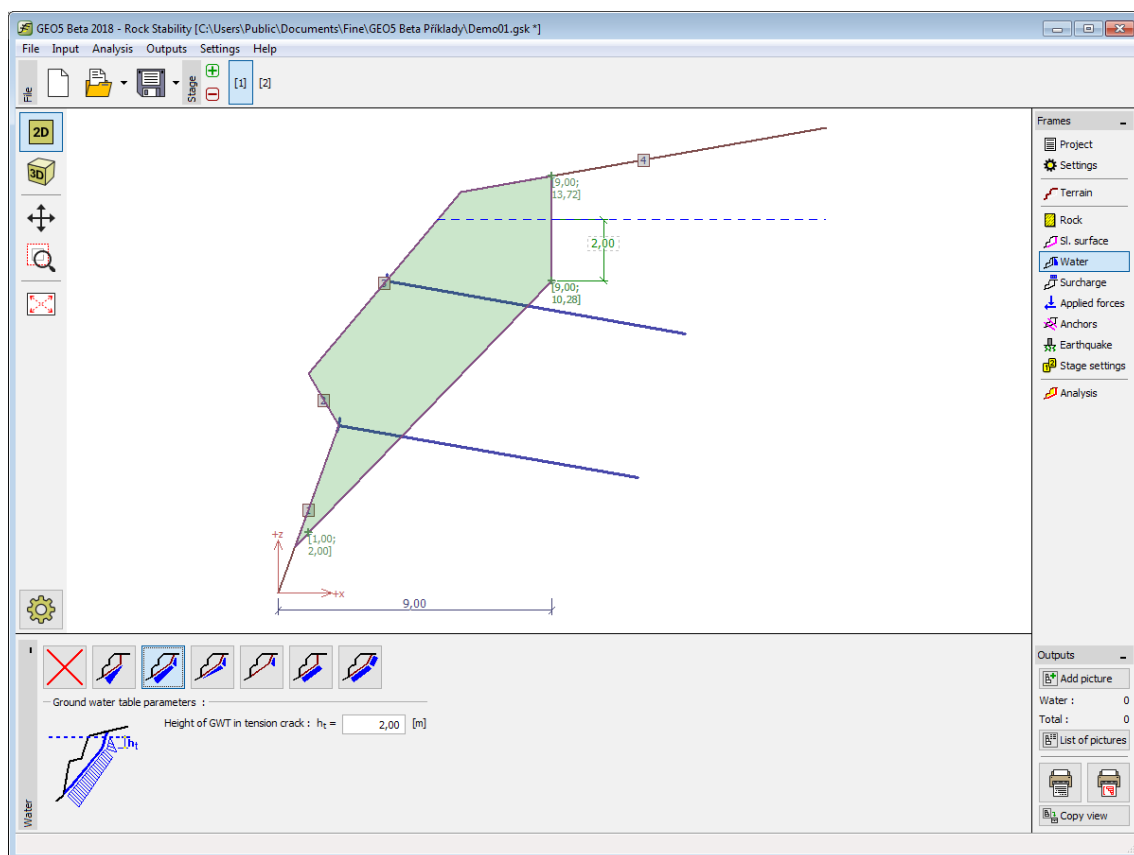 GEO5 Beta 2018 - Rock Stability [C:\Users\Public\Documents\Fine\GEO5 Beta Příklady\Demo01.gsk *]
File Input Analysis Outputs Settings Help
File
Stage
[1] [2]
2D
3D
4
[9,00;
13,72]
2,00
3
[9,00;
10,28]
2
1
[1,00;
2,00]
+z
+x
9,00
Frames
Project
Settings
Terrain
Rock
Sl. surface
Water
Surcharge
Applied forces
Anchors
Earthquake
Stage settings
Analysis
Water
Ground water table parameters :
Height of GWT in tension crack : ht = 2,00 [m]
ht
Outputs
Add picture
Water : 0
Total : 0
List of pictures
Copy view